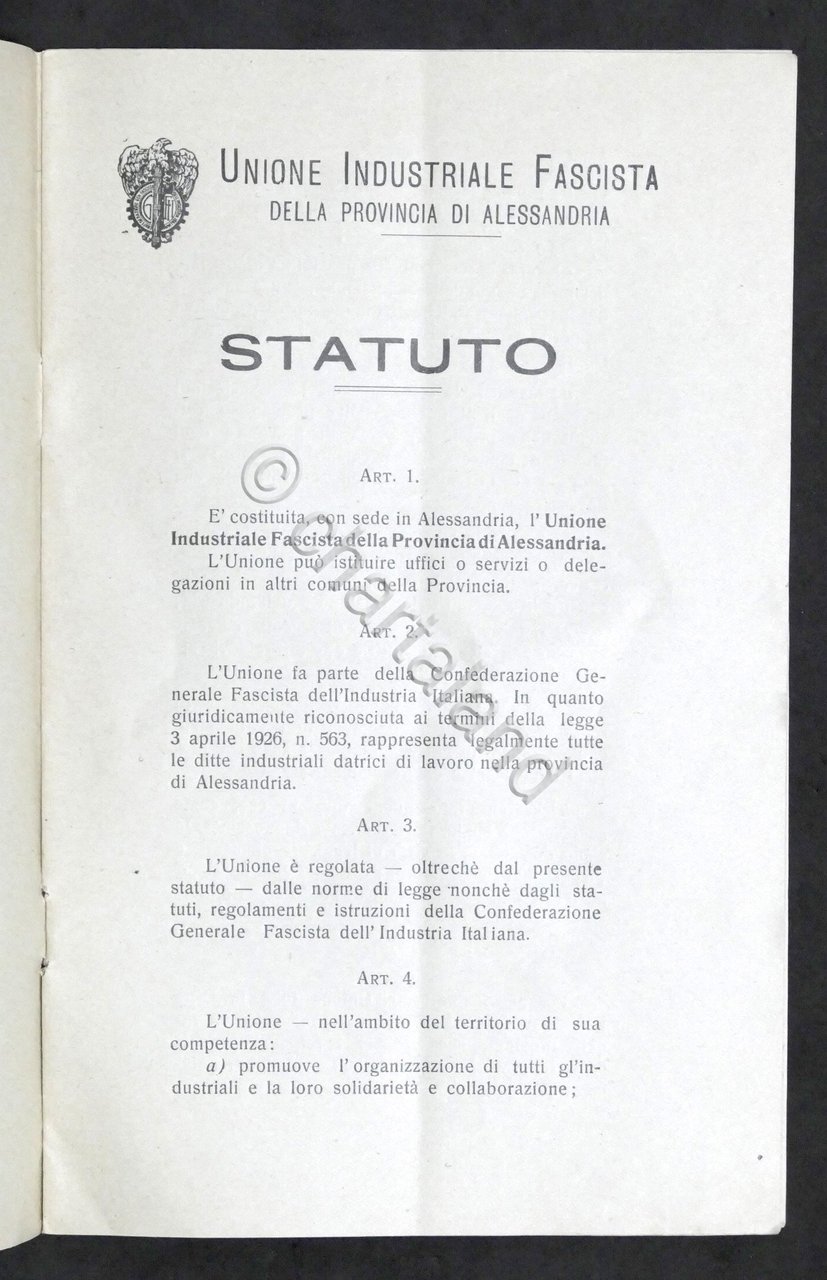 UNIONE INDUSTRIALE FASCISTA
DELLA PROVINCIA DI ALESSANDRIA
STATUTO
ART. 1.
E' costituita, con sede in Alessandria, l' Unione
Industriale Fascista della Provincia di Alessandria.
L'Unione può istituire uffici o servizi o dele-
gazioni in altri comuni della Provincia.
ART. 2.
L'Unione fa parte della Confederazione Ge-
nerale Fascista dell'Industria Italiana. In quanto
giuridicamente riconosciuta ai termini della legge
3 aprile 1926, n. 563, rappresenta legalmente tutte
le ditte industriali datrici di lavoro nella provincia
di Alessandria.
ART. 3.
L'Unione è regolata — oltrechè dal presente
statuto — dalle norme di legge nonchè dagli sta-
tuti, regolamenti e istruzioni della Confederazione
Generale Fascista dell' Industria Italiana.
ART. 4.
L'Unione — nell'ambito del territorio di sua
competenza:
a) promuove l' organizzazione di tutti gl'in-
dustriali e la loro solidarietà e collaborazione;
© chartaland